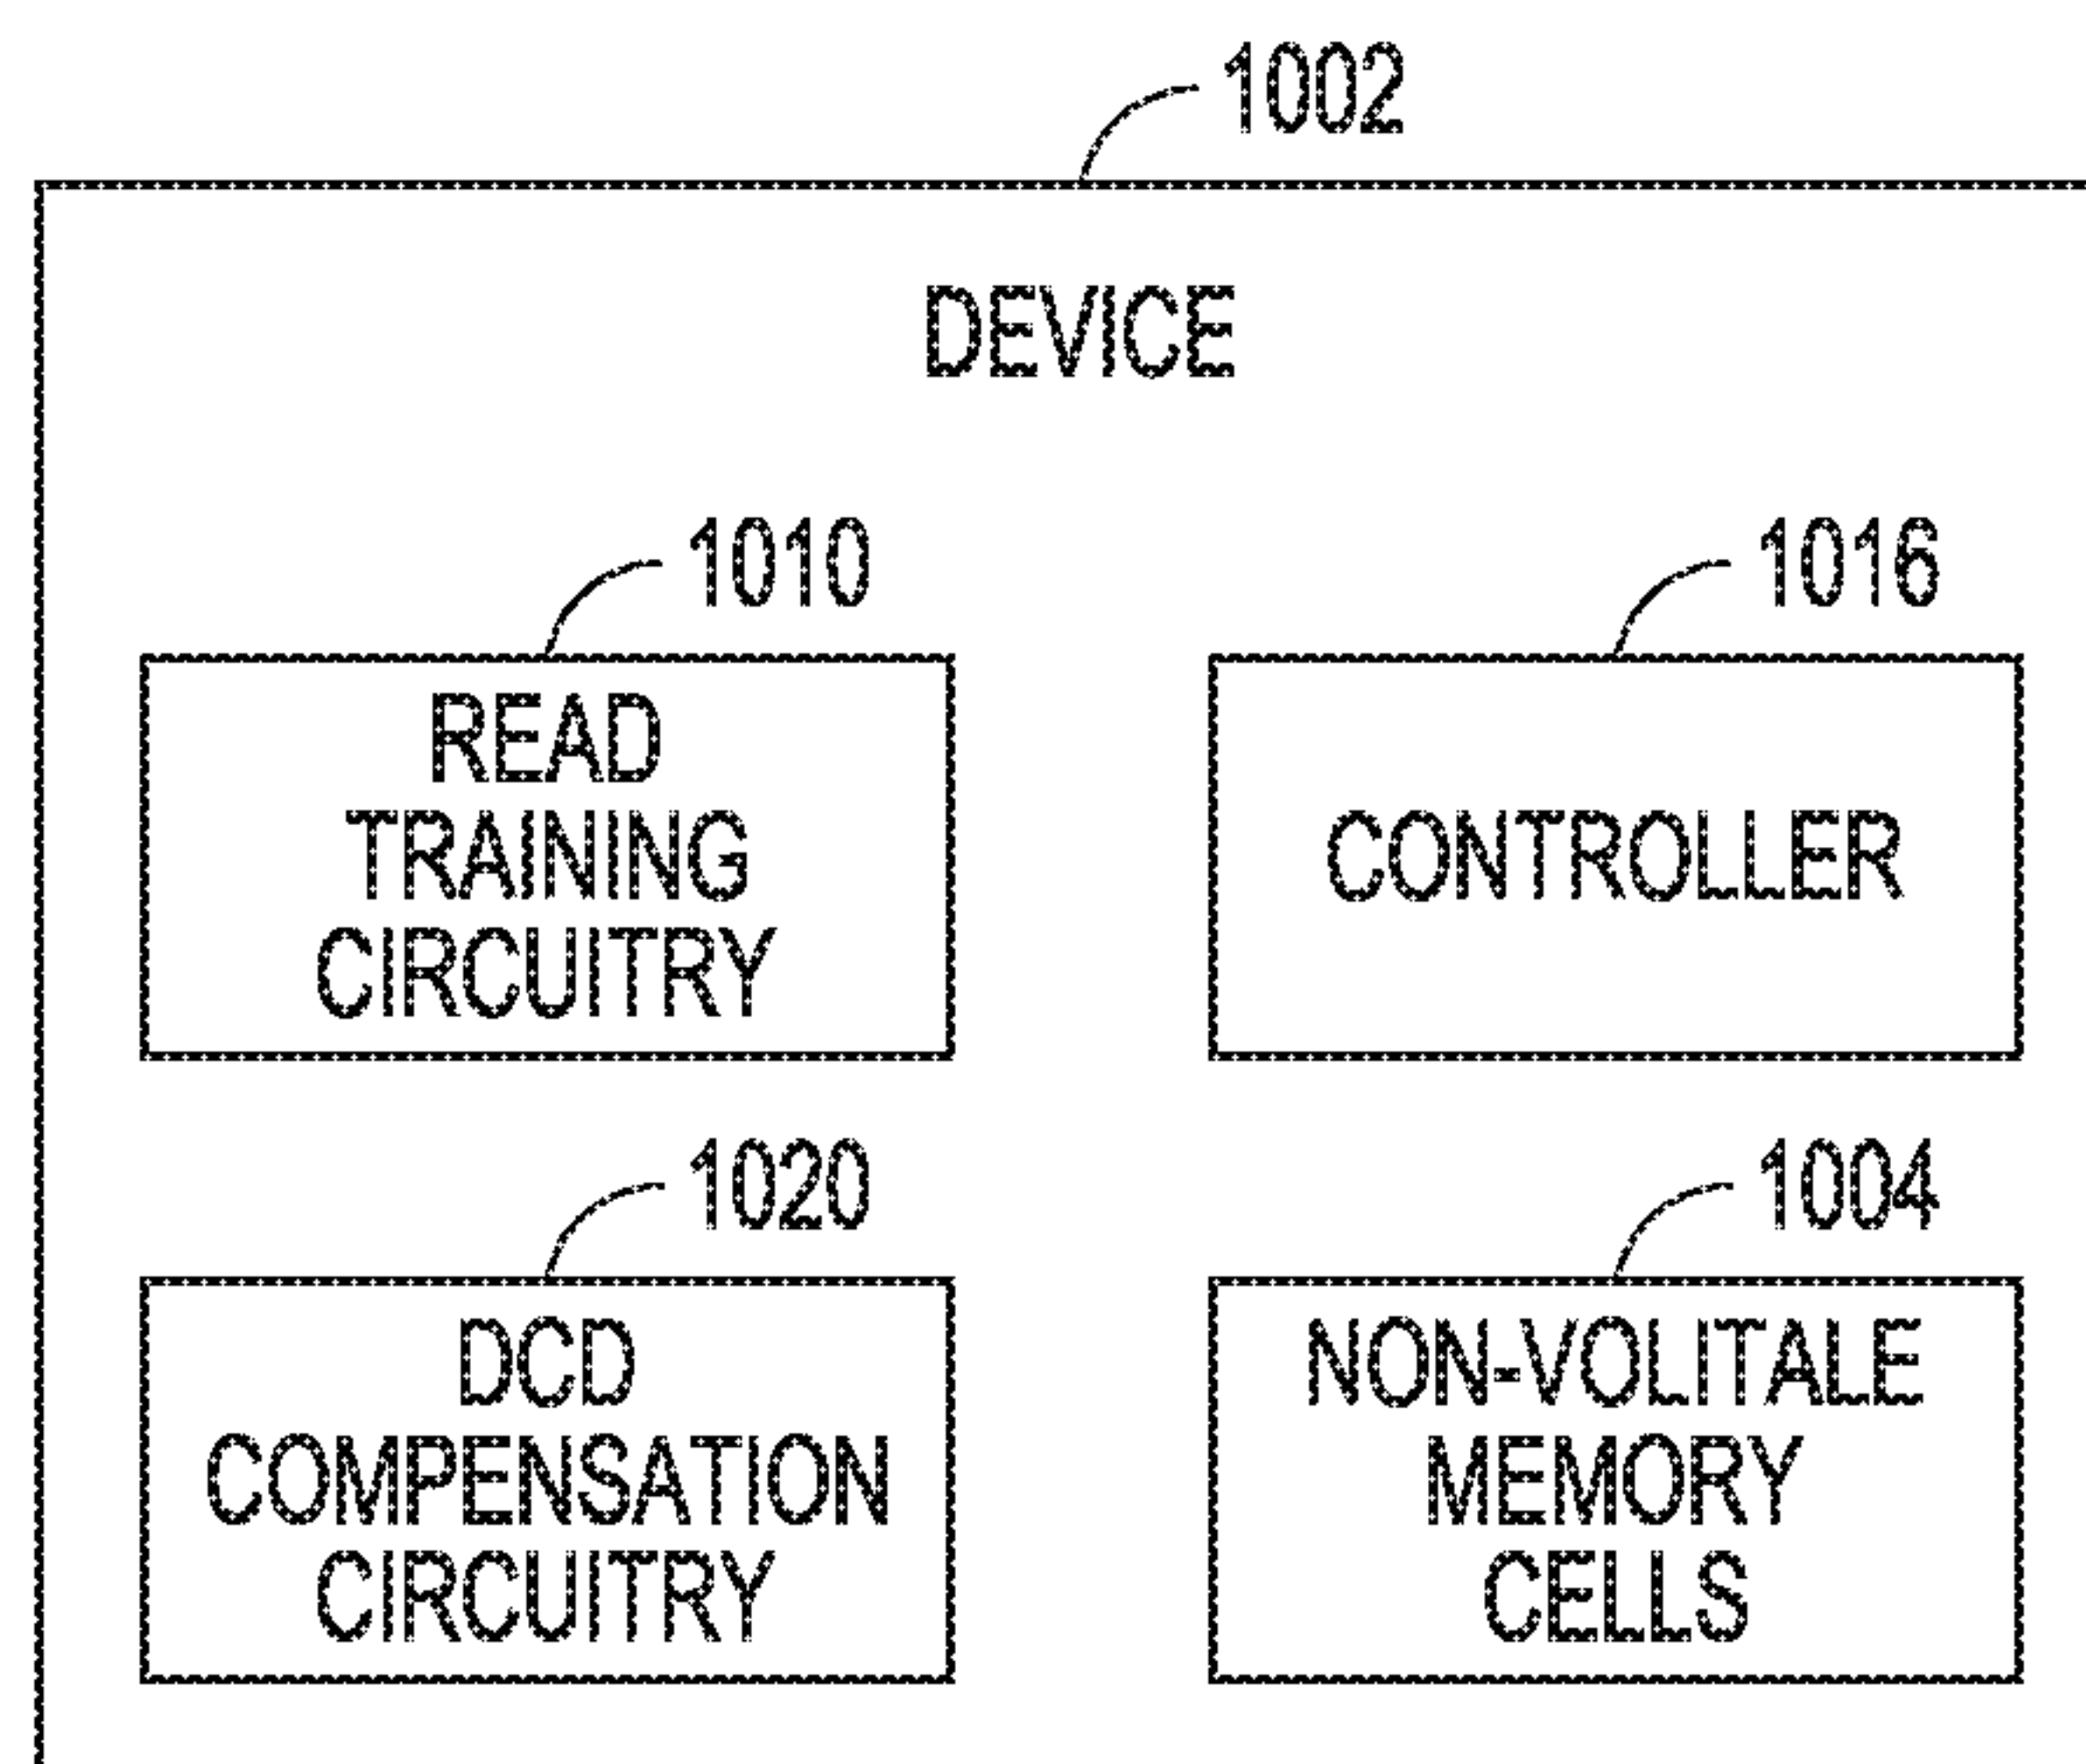 1002
DEVICE
1010
READ
TRAINING
CIRCUITRY
1016
CONTROLLER
1020
DCD
COMPENSATION
CIRCUITRY
1004
NON-VOLITALE
MEMORY
CELLS